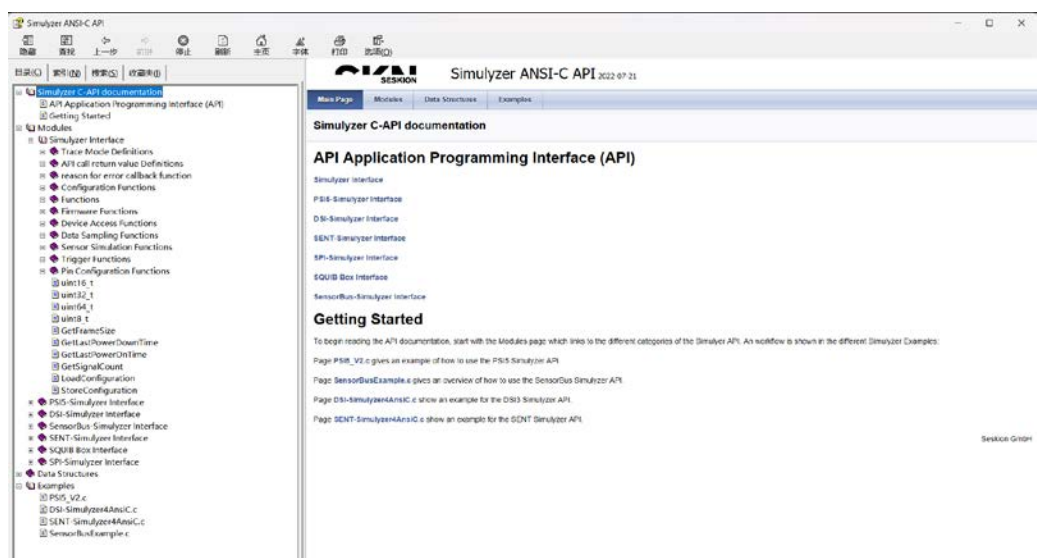 Simulyzer ANSI-C API
隐藏 查找 上一步 前进 停止 刷新 主页 字体 打印 选项(O)
目录(C) 索引(N) 搜索(S) 收藏夹(I)
Simulyzer C-API documentation
API Application Programming Interface (API)
Getting Started
Modules
Simulyzer Interface
Trace Mode Definitions
API call return value Definitions
reason for error callback function
Configuration Functions
Functions
Firmware Functions
Device Access Functions
Data Sampling Functions
Sensor Simulation Functions
Trigger Functions
Pin Configuration Functions
uint16_t
uint32_t
uint64_t
uint8_t
GetFrameSize
GetLastPowerDownTime
GetLastPowerOnTime
GetSignalCount
LoadConfiguration
StoreConfiguration
PSI5-Simulyzer Interface
DSI-Simulyzer Interface
SensorBus-Simulyzer Interface
SENT-Simulyzer Interface
SQUIB Box Interface
SPI-Simulyzer Interface
Data Structures
Examples
PSI5_V2.c
DSI-Simulyzer4AnsiC.c
SENT-Simulyzer4AnsiC.c
SensorBusExample.c
SESKION
Simulyzer ANSI-C API 2022-07-21
Main Page Modules Data Structures Examples
Simulyzer C-API documentation
API Application Programming Interface (API)
Simulyzer Interface
PSI5-Simulyzer Interface
DSI-Simulyzer Interface
SENT-Simulyzer Interface
SPI-Simulyzer Interface
SQUIB Box Interface
SensorBus-Simulyzer Interface
Getting Started
To begin reading the API documentation, start with the Modules page which links to the different categories of the Simulyer API. An workflow is shown in the different Simulyzer Examples:
Page PSI5_V2.c gives an example of how to use the PSI5 Simulyzer API.
Page SensorBusExample.c gives an overview of how to use the SensorBus Simulyzer API.
Page DSI-Simulyzer4AnsiC.c show an example for the DSI3 Simulyzer API.
Page SENT-Simulyzer4AnsiC.c show an example for the SENT Simulyzer API.
Seskion GmbH